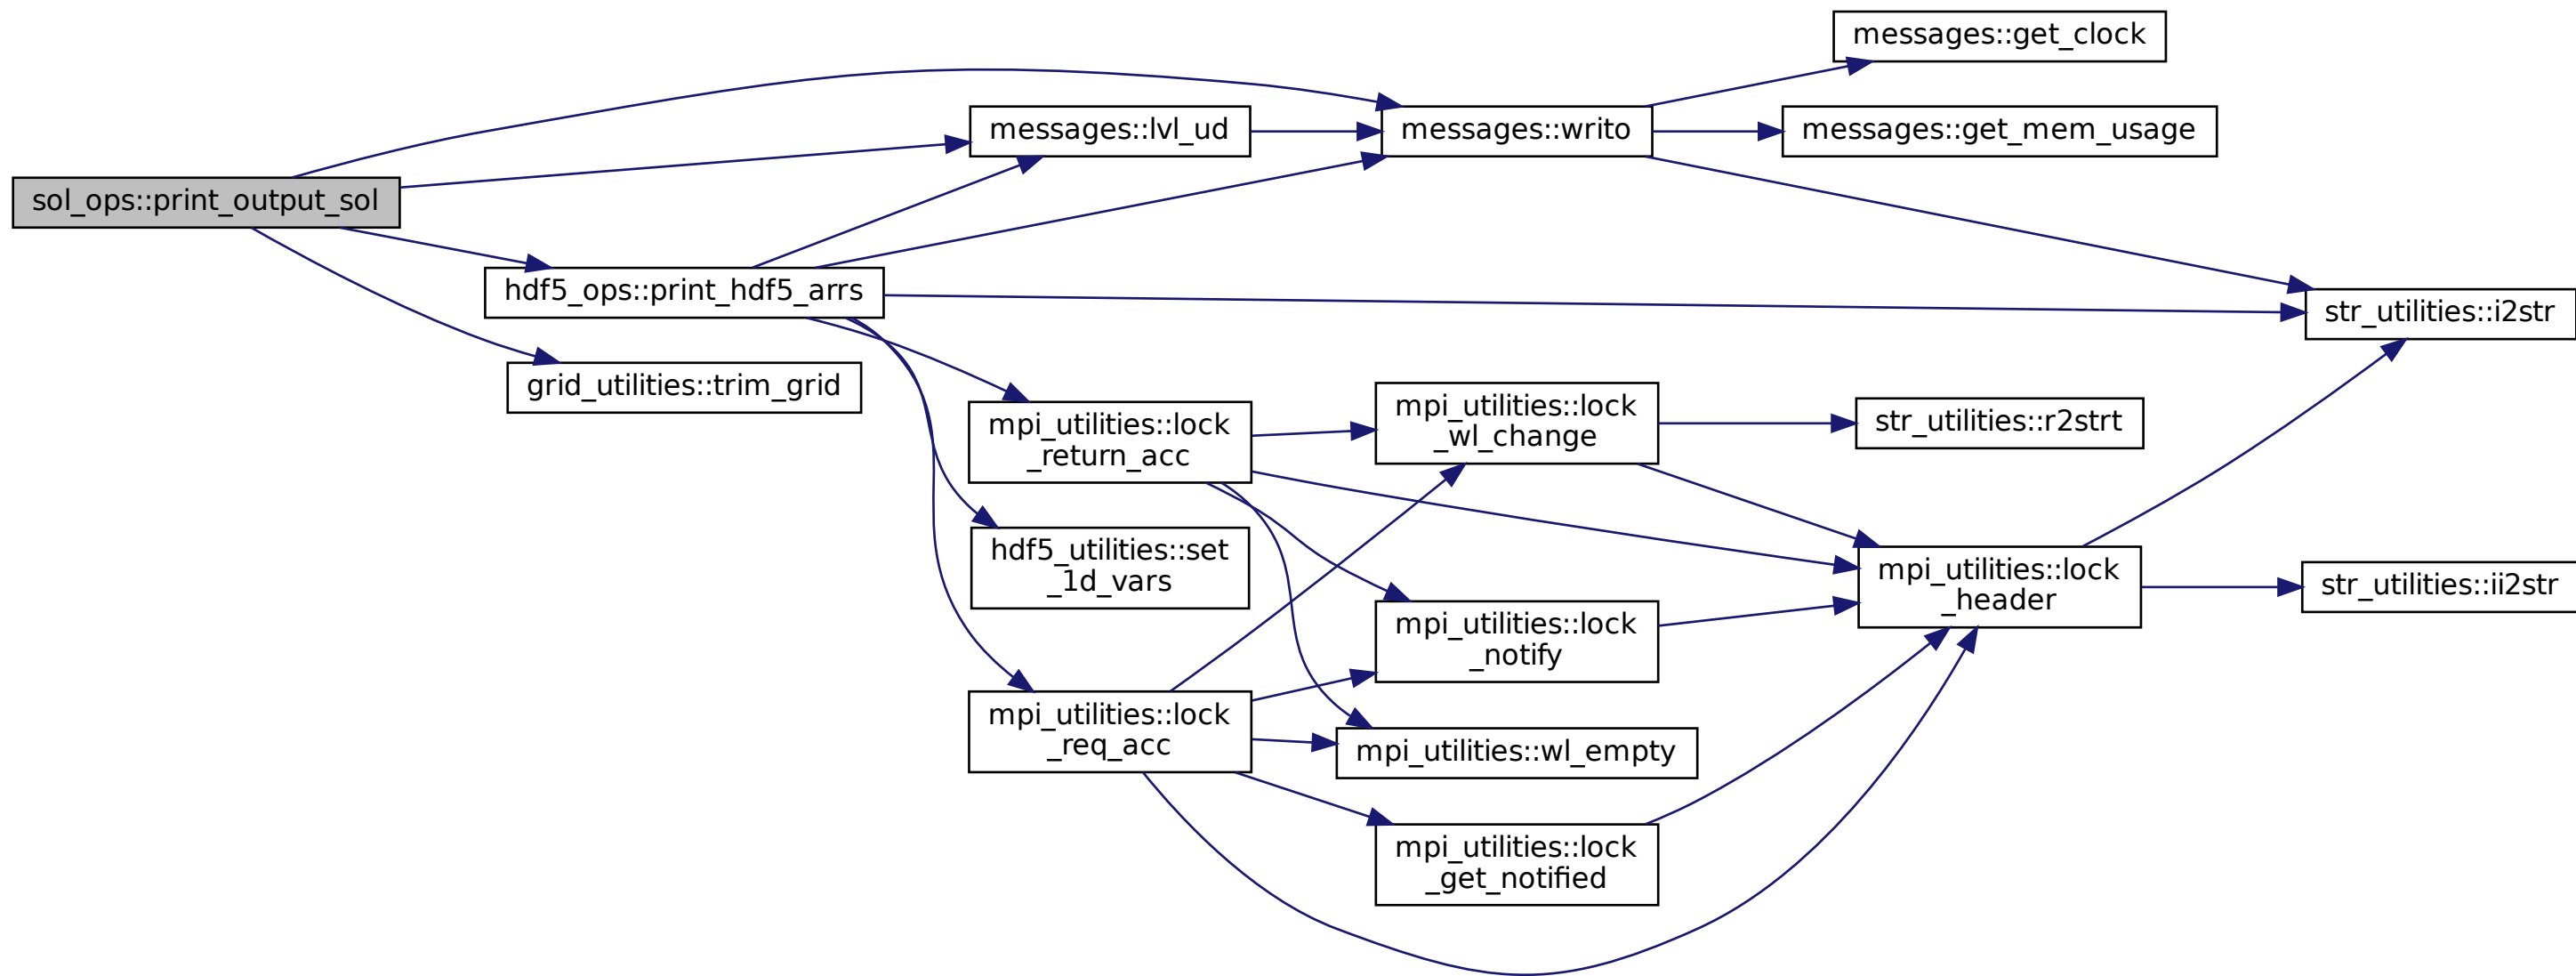 messages::get_clock
messages::lvl_ud
messages::writo
messages::get_mem_usage
sol_ops::print_output_sol
hdf5_ops::print_hdf5_arrs
str_utilities::i2str
grid_utilities::trim_grid
mpi_utilities::lock
_return_acc
mpi_utilities::lock
_wl_change
str_utilities::r2strt
hdf5_utilities::set
_1d_vars
mpi_utilities::lock
_header
str_utilities::ii2str
mpi_utilities::lock
_notify
mpi_utilities::lock
_req_acc
mpi_utilities::wl_empty
mpi_utilities::lock
_get_notified